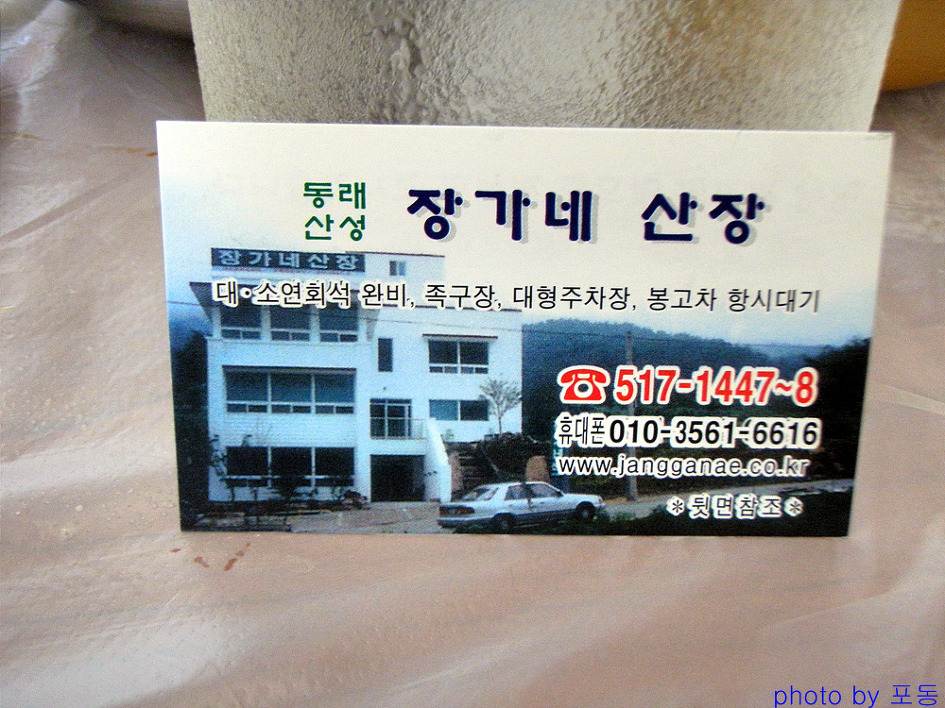 동래
산성
장가네 산장
장가네산장
대·소연회석 완비, 족구장, 대형주차장, 봉고차 항시대기
☎517-1447~8
휴대폰010-3561-6616
www.jangganae.co.kr
*뒷면참조*
photo by 포동